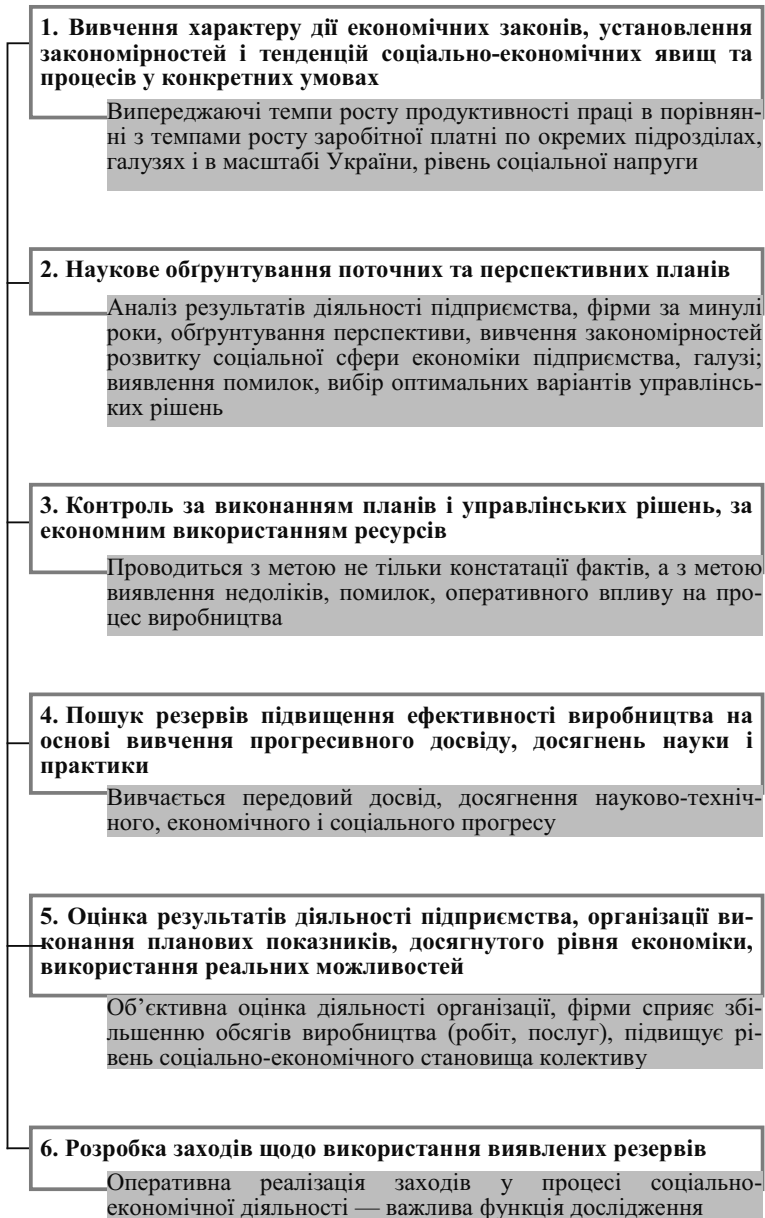 1. Вивчення характеру дії економічних законів, установлення
закономірностей і тенденцій соціально-економічних явищ та
процесів у конкретних умовах
Випереджаючі темпи росту продуктивності праці в порівнян-
ні з темпами росту заробітної платні по окремих підрозділах,
галузях і в масштабі України, рівень соціальної напруги
2. Наукове обґрунтування поточних та перспективних планів
Аналіз результатів діяльності підприємства, фірми за минулі
роки, обґрунтування перспективи, вивчення закономірностей
розвитку соціальної сфери економіки підприємства, галузі;
виявлення помилок, вибір оптимальних варіантів управлінсь-
ких рішень
3. Контроль за виконанням планів і управлінських рішень, за
економним використанням ресурсів
Проводиться з метою не тільки констатації фактів, а з метою
виявлення недоліків, помилок, оперативного впливу на про-
цес виробництва
4. Пошук резервів підвищення ефективності виробництва на
основі вивчення прогресивного досвіду, досягнень науки і
практики
Вивчається передовий досвід, досягнення науково-техніч-
ного, економічного і соціального прогресу
5. Оцінка результатів діяльності підприємства, організації ви-
конання планових показників, досягнутого рівня економіки,
використання реальних можливостей
Об’єктивна оцінка діяльності організації, фірми сприяє збі-
льшенню обсягів виробництва (робіт, послуг), підвищує рі-
вень соціально-економічного становища колективу
6. Розробка заходів щодо використання виявлених резервів
Оперативна реалізація заходів у процесі соціально-
економічної діяльності — важлива функція дослідження